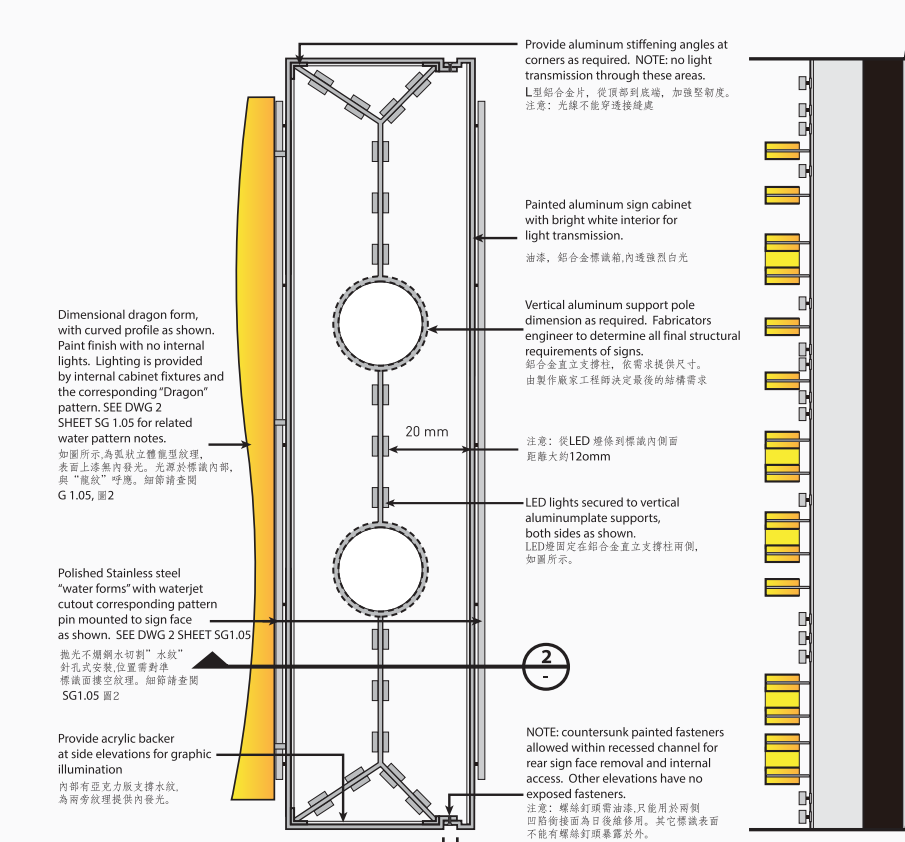 Provide aluminum stiffening angles at
corners as required. NOTE: no light
transmission through these areas.
L型鋁合金片，從頂部到底端，加強堅韌度。
注意：光線不能穿透接縫處
Painted aluminum sign cabinet
with bright white interior for
light transmission.
油漆，鋁合金標識箱,內透強烈白光
Vertical aluminum support pole
dimension as required. Fabricators
engineer to determine all final structural
requirements of signs.
鋁合金直立支撐柱，依需求提供尺寸。
由製作廠家工程師決定最後的結構需求
Dimensional dragon form,
with curved profile as shown.
Paint finish with no internal
lights. Lighting is provided
by internal cabinet fixtures and
the corresponding "Dragon"
pattern. SEE DWG 2
SHEET SG 1.05 for related
water pattern notes.
如圖所示,為弧狀立體龍型紋理,
表面上漆無內發光。光源於標識內部,
與"龍紋"呼應。細節請查閱
G 1.05, 圖2
20 mm
注意：從LED 燈條到標識內側面
距離大約12omm
LED lights secured to vertical
aluminumplate supports,
both sides as shown.
LED燈固定在鋁合金直立支撐柱兩側,
如圖所示。
Polished Stainless steel
"water forms" with waterjet
cutout corresponding pattern
pin mounted to sign face
as shown. SEE DWG 2 SHEET SG1.05
拋光不爛鋼水切割"水紋"
針孔式安裝,位置需對準
標識面摟空紋理。細節請查閱
SG1.05 圖2
2
-
Provide acrylic backer
at side elevations for graphic
illumination
內部有亞克力版支撐水紋,
為兩旁紋理提供內發光。
NOTE: countersunk painted fasteners
allowed within recessed channel for
rear sign face removal and internal
access. Other elevations have no
exposed fasteners.
注意：螺絲釘頭需油漆,只能用於兩側
凹陷銜接面為日後維修用。其它標識表面
不能有螺絲釘頭暴露於外。